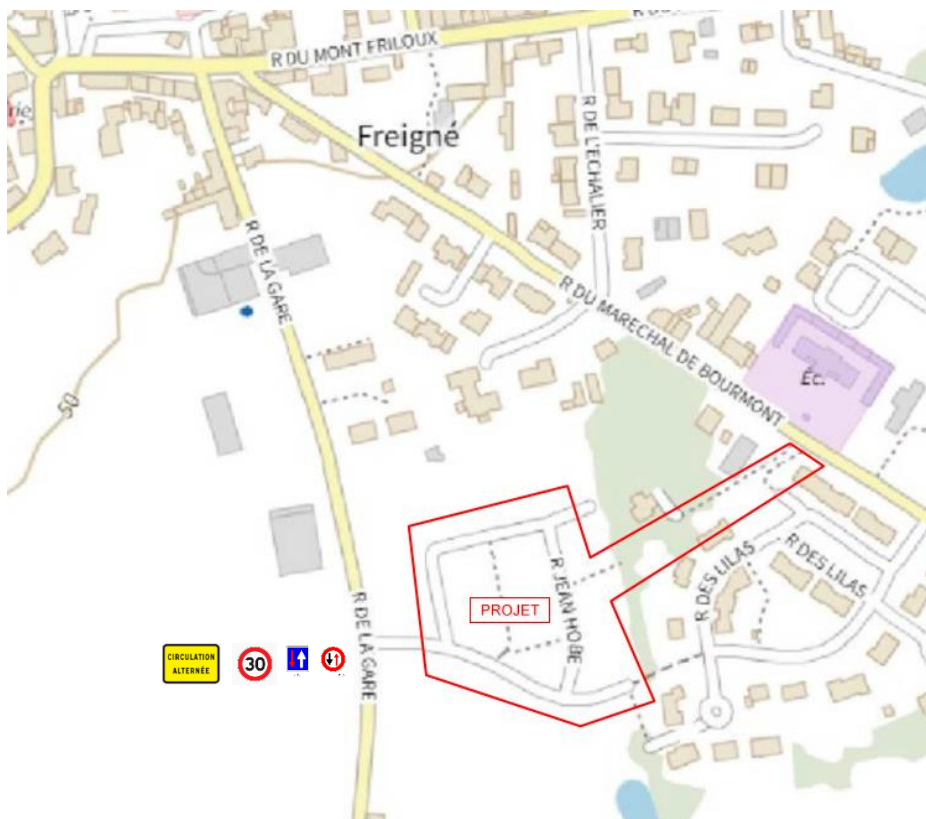 R DU MONT FRILOUX
Freigné
R DE L'ECHALIER
R DE LA GARE
R DU MARECHAL DE BOURMONT
Éc.
50
R DES LILAS
R DES LILAS
R JEAN HOBE
PROJET
R DE LA GARE
CIRCULATION
ALTERNÉE
30